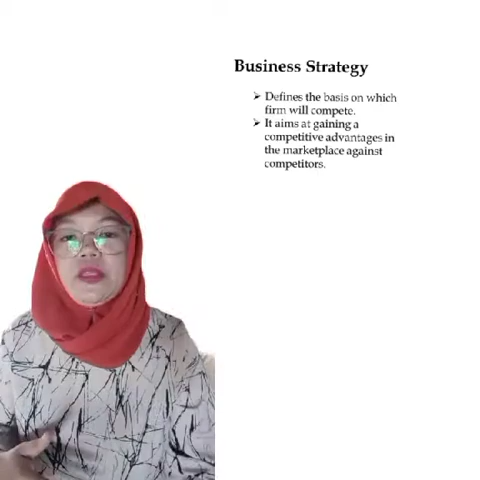 Business Strategy
➤ Defines the basis on which
firm will compete.
➤ It aims at gaining a
competitive advantages in
the marketplace against
competitors.